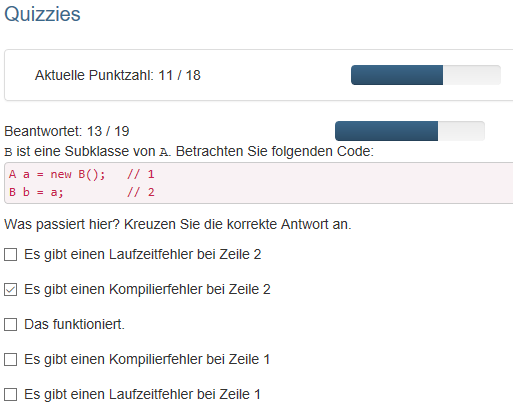 Quizzies
Aktuelle Punktzahl: 11 / 18
Beantwortet: 13 / 19
B ist eine Subklasse von A. Betrachten Sie folgenden Code:
A a = new B();   // 1
B b = a;         // 2
Was passiert hier? Kreuzen Sie die korrekte Antwort an.
Es gibt einen Laufzeitfehler bei Zeile 2
Es gibt einen Kompilierfehler bei Zeile 2
Das funktioniert.
Es gibt einen Kompilierfehler bei Zeile 1
Es gibt einen Laufzeitfehler bei Zeile 1